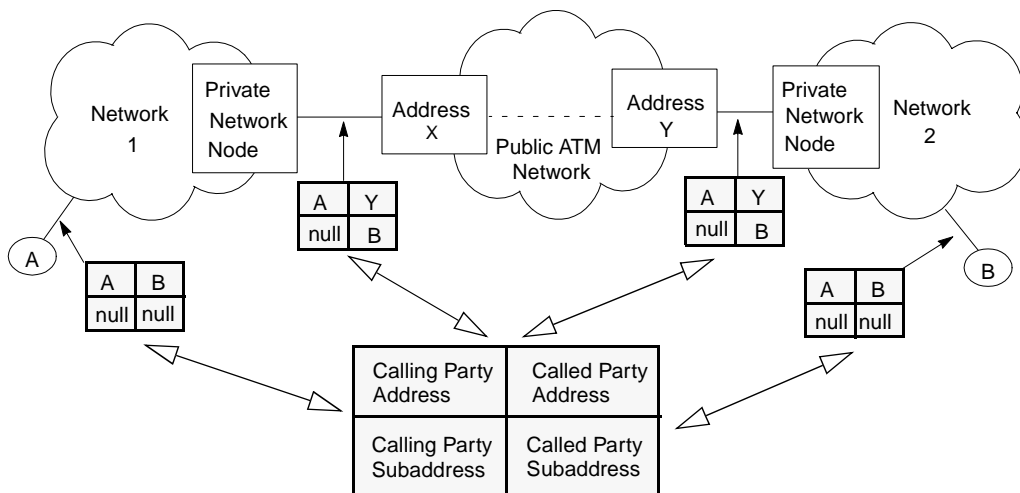 Network
1
Private
Network
Node
Address
X
Public ATM
Network
Address
Y
Private
Network
Node
Network
2
A
A B
null null
A Y
null B
A Y
null B
A B
null null
B
Calling Party
Address
Called Party
Address
Calling Party
Subaddress
Called Party
Subaddress